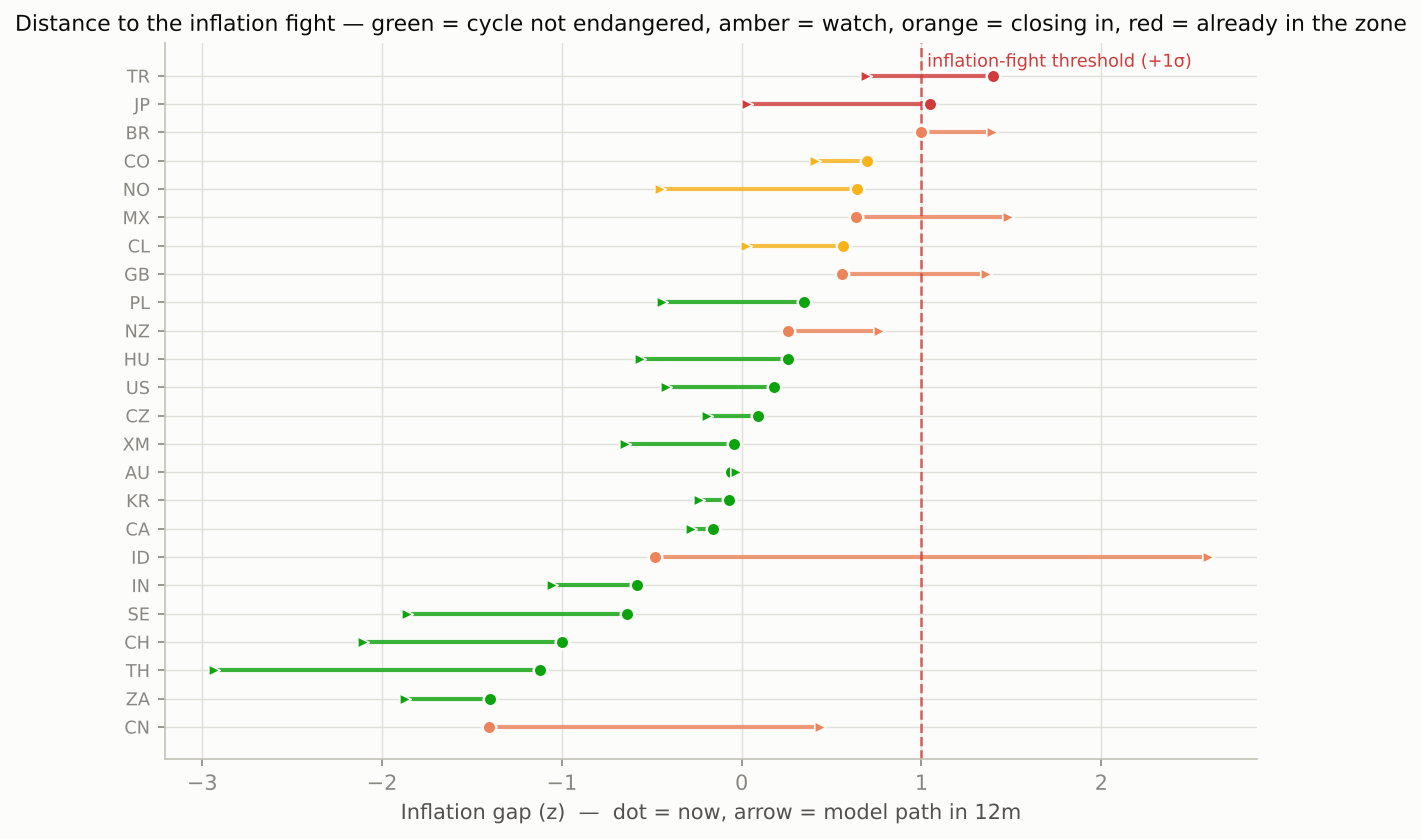 Distance to the inflation fight — green = cycle not endangered, amber = watch, orange = closing in, red = already in the zone
inflation-fight threshold (+1σ)
TR
JP
BR
CO
NO
MX
CL
GB
PL
NZ
HU
US
CZ
XM
AU
KR
CA
ID
IN
SE
CH
TH
ZA
CN
−3 −2 −1 0 1 2
Inflation gap (z) — dot = now, arrow = model path in 12m